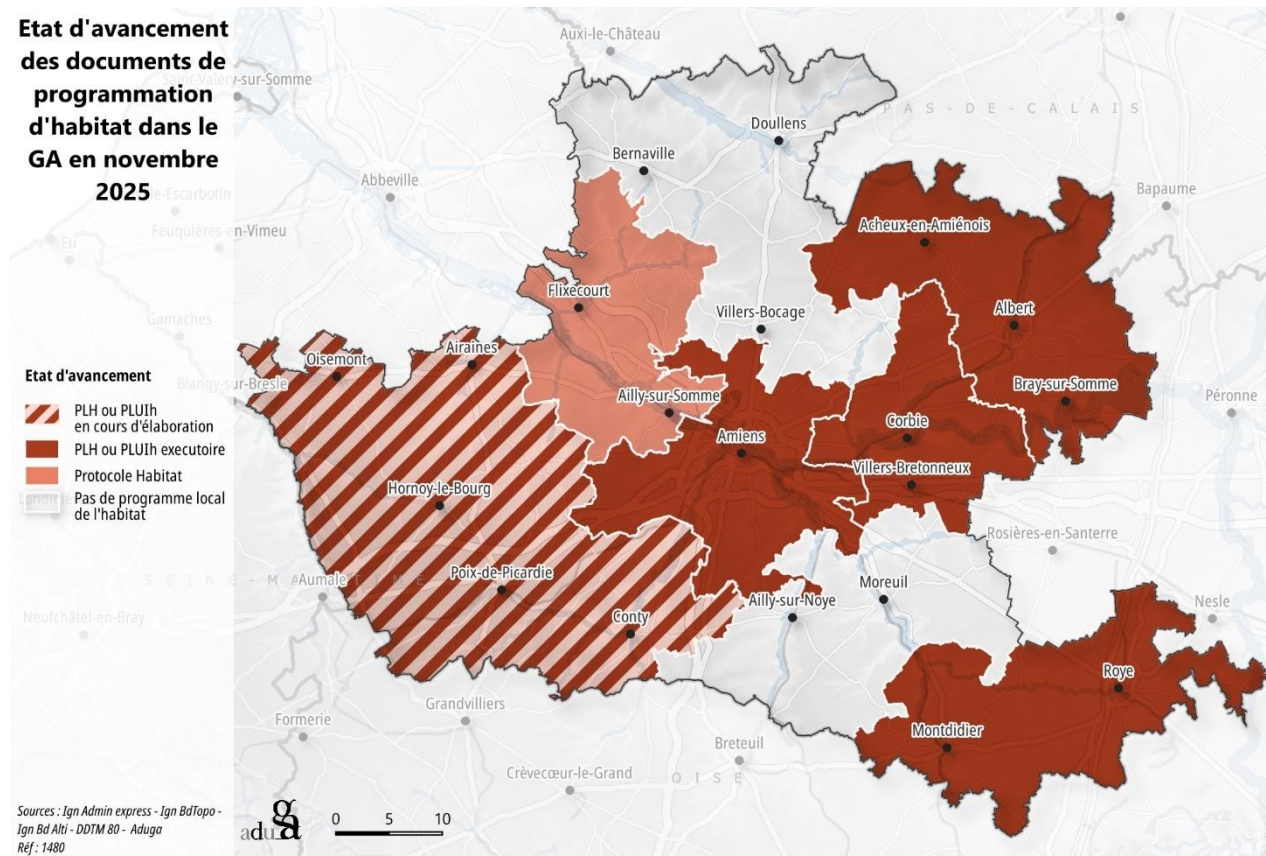 Etat d'avancement
des documents de
programmation
d'habitat dans le
GA en novembre
2025
Auxi-le-Château
Saint-Valery-sur-Somme
PAS-DE-CALAIS
Doullens
Bernaville
Abbeville
Bapaume
Feuquières-en-Vimeu
Eu
Acheux-en-Amiénois
Flixecourt
Albert
Gamaches
Villers-Bocage
Airaines
Oisemont
Blangy-sur-Bresle
Bray-sur-Somme
Péronne
Ailly-sur-Somme
Corbie
Amiens
Villers-Bretonneux
Etat d'avancement
PLH ou PLUIh
en cours d'élaboration
PLH ou PLUIh executoire
Protocole Habitat
Pas de programme local
de l'habitat
Hornoy-le-Bourg
Rosières-en-Santerre
Poix-de-Picardie
Aumale
Moreuil
Ailly-sur-Noye
Nesle
Neufchâtel-en-Bray
Conty
Roye
Grandvilliers
Formerie
Montdidier
Breteuil
Crèvecœur-le-Grand
OISE
Sources : Ign Admin express - Ign BdTopo -
Ign Bd Alti - DDTM 80 - Aduga
Réf : 1480
aduga
0 5 10